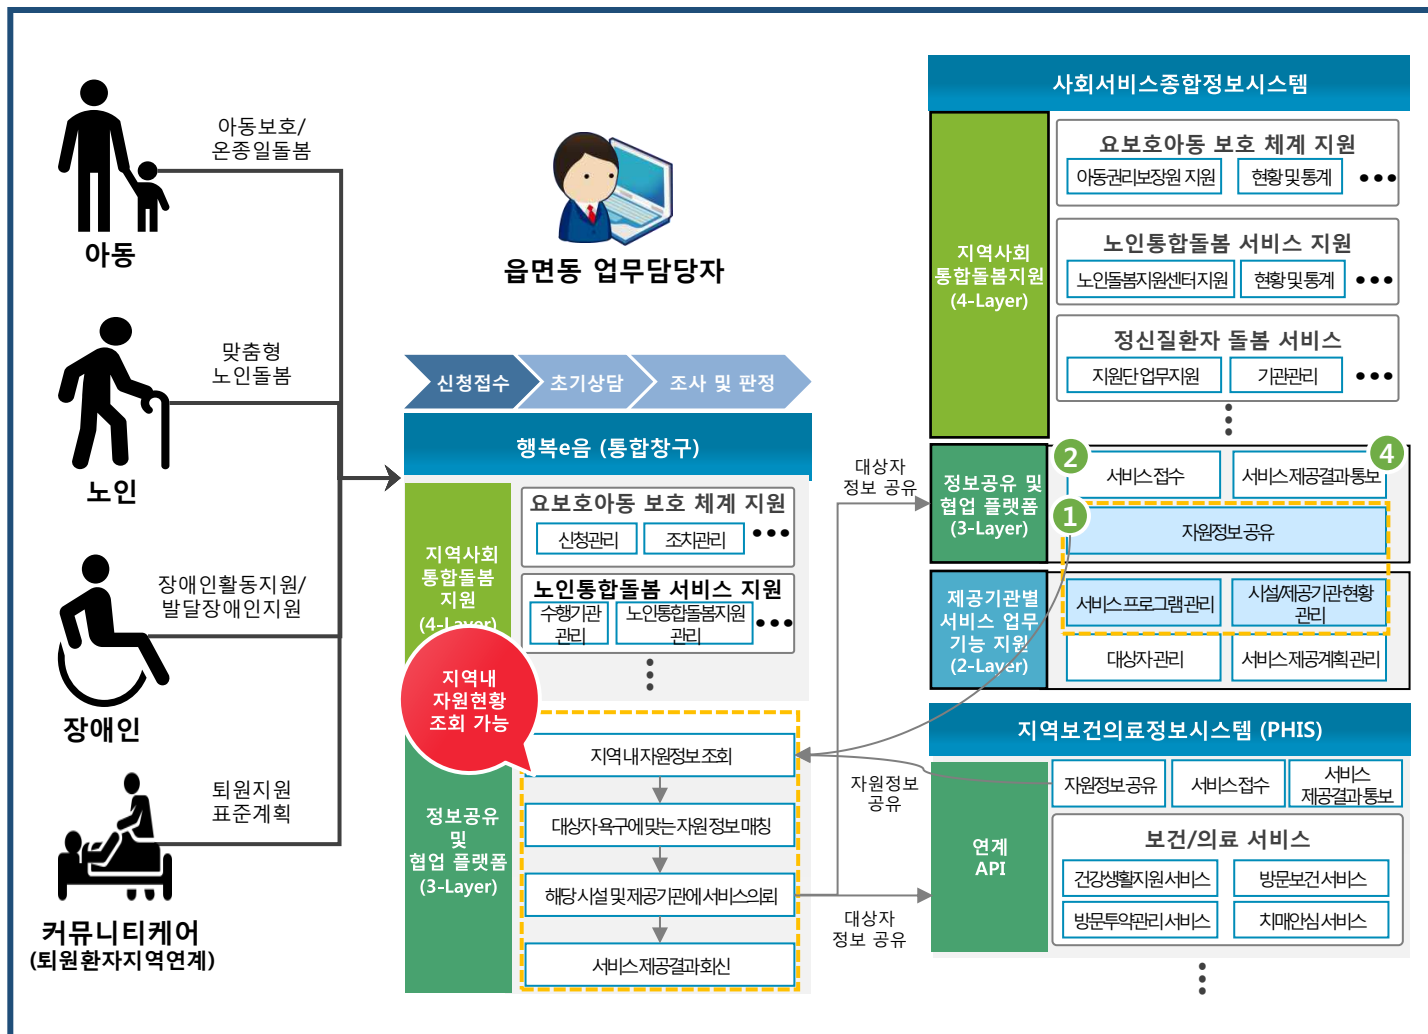 아동보호/
온종일돌봄
아동
맞춤형
노인돌봄
노인
장애인활동지원/
발달장애인지원
장애인
퇴원지원
표준계획
커뮤니티케어
(퇴원환자지역연계)
읍면동 업무담당자
신청접수
초기상담
조사 및 판정
행복e음 (통합창구)
지역사회
통합돌봄
지원
(4-Layer)
요보호아동 보호 체계 지원
신청관리
조치관리
노인통합돌봄 서비스 지원
수행기관
관리
노인통합돌봄지원
관리
지역내
자원현황
조회 가능
정보공유
및
협업 플랫폼
(3-Layer)
지역 내 자원정보 조회
대상자 욕구에 맞는 자원 정보 매칭
해당 시설 및 제공기관에 서비스의뢰
서비스 제공결과 회신
대상자
정보 공유
자원정보
공유
대상자
정보 공유
사회서비스종합정보시스템
지역사회
통합돌봄지원
(4-Layer)
요보호아동 보호 체계 지원
아동권리보장원 지원
현황 및 통계
노인통합돌봄 서비스 지원
노인돌봄지원센터 지원
현황 및 통계
정신질환자 돌봄 서비스
지원단 업무지원
기관관리
정보공유 및
협업 플랫폼
(3-Layer)
2
서비스 접수
4
서비스 제공결과 통보
1
자원정보 공유
제공기관별
서비스 업무
기능 지원
(2-Layer)
서비스 프로그램 관리
시설/제공기관 현황
관리
대상자 관리
서비스 제공계획 관리
지역보건의료정보시스템 (PHIS)
연계
API
자원정보 공유
서비스 접수
서비스
제공결과 통보
보건/의료 서비스
건강생활지원 서비스
방문보건 서비스
방문투약관리 서비스
치매안심 서비스